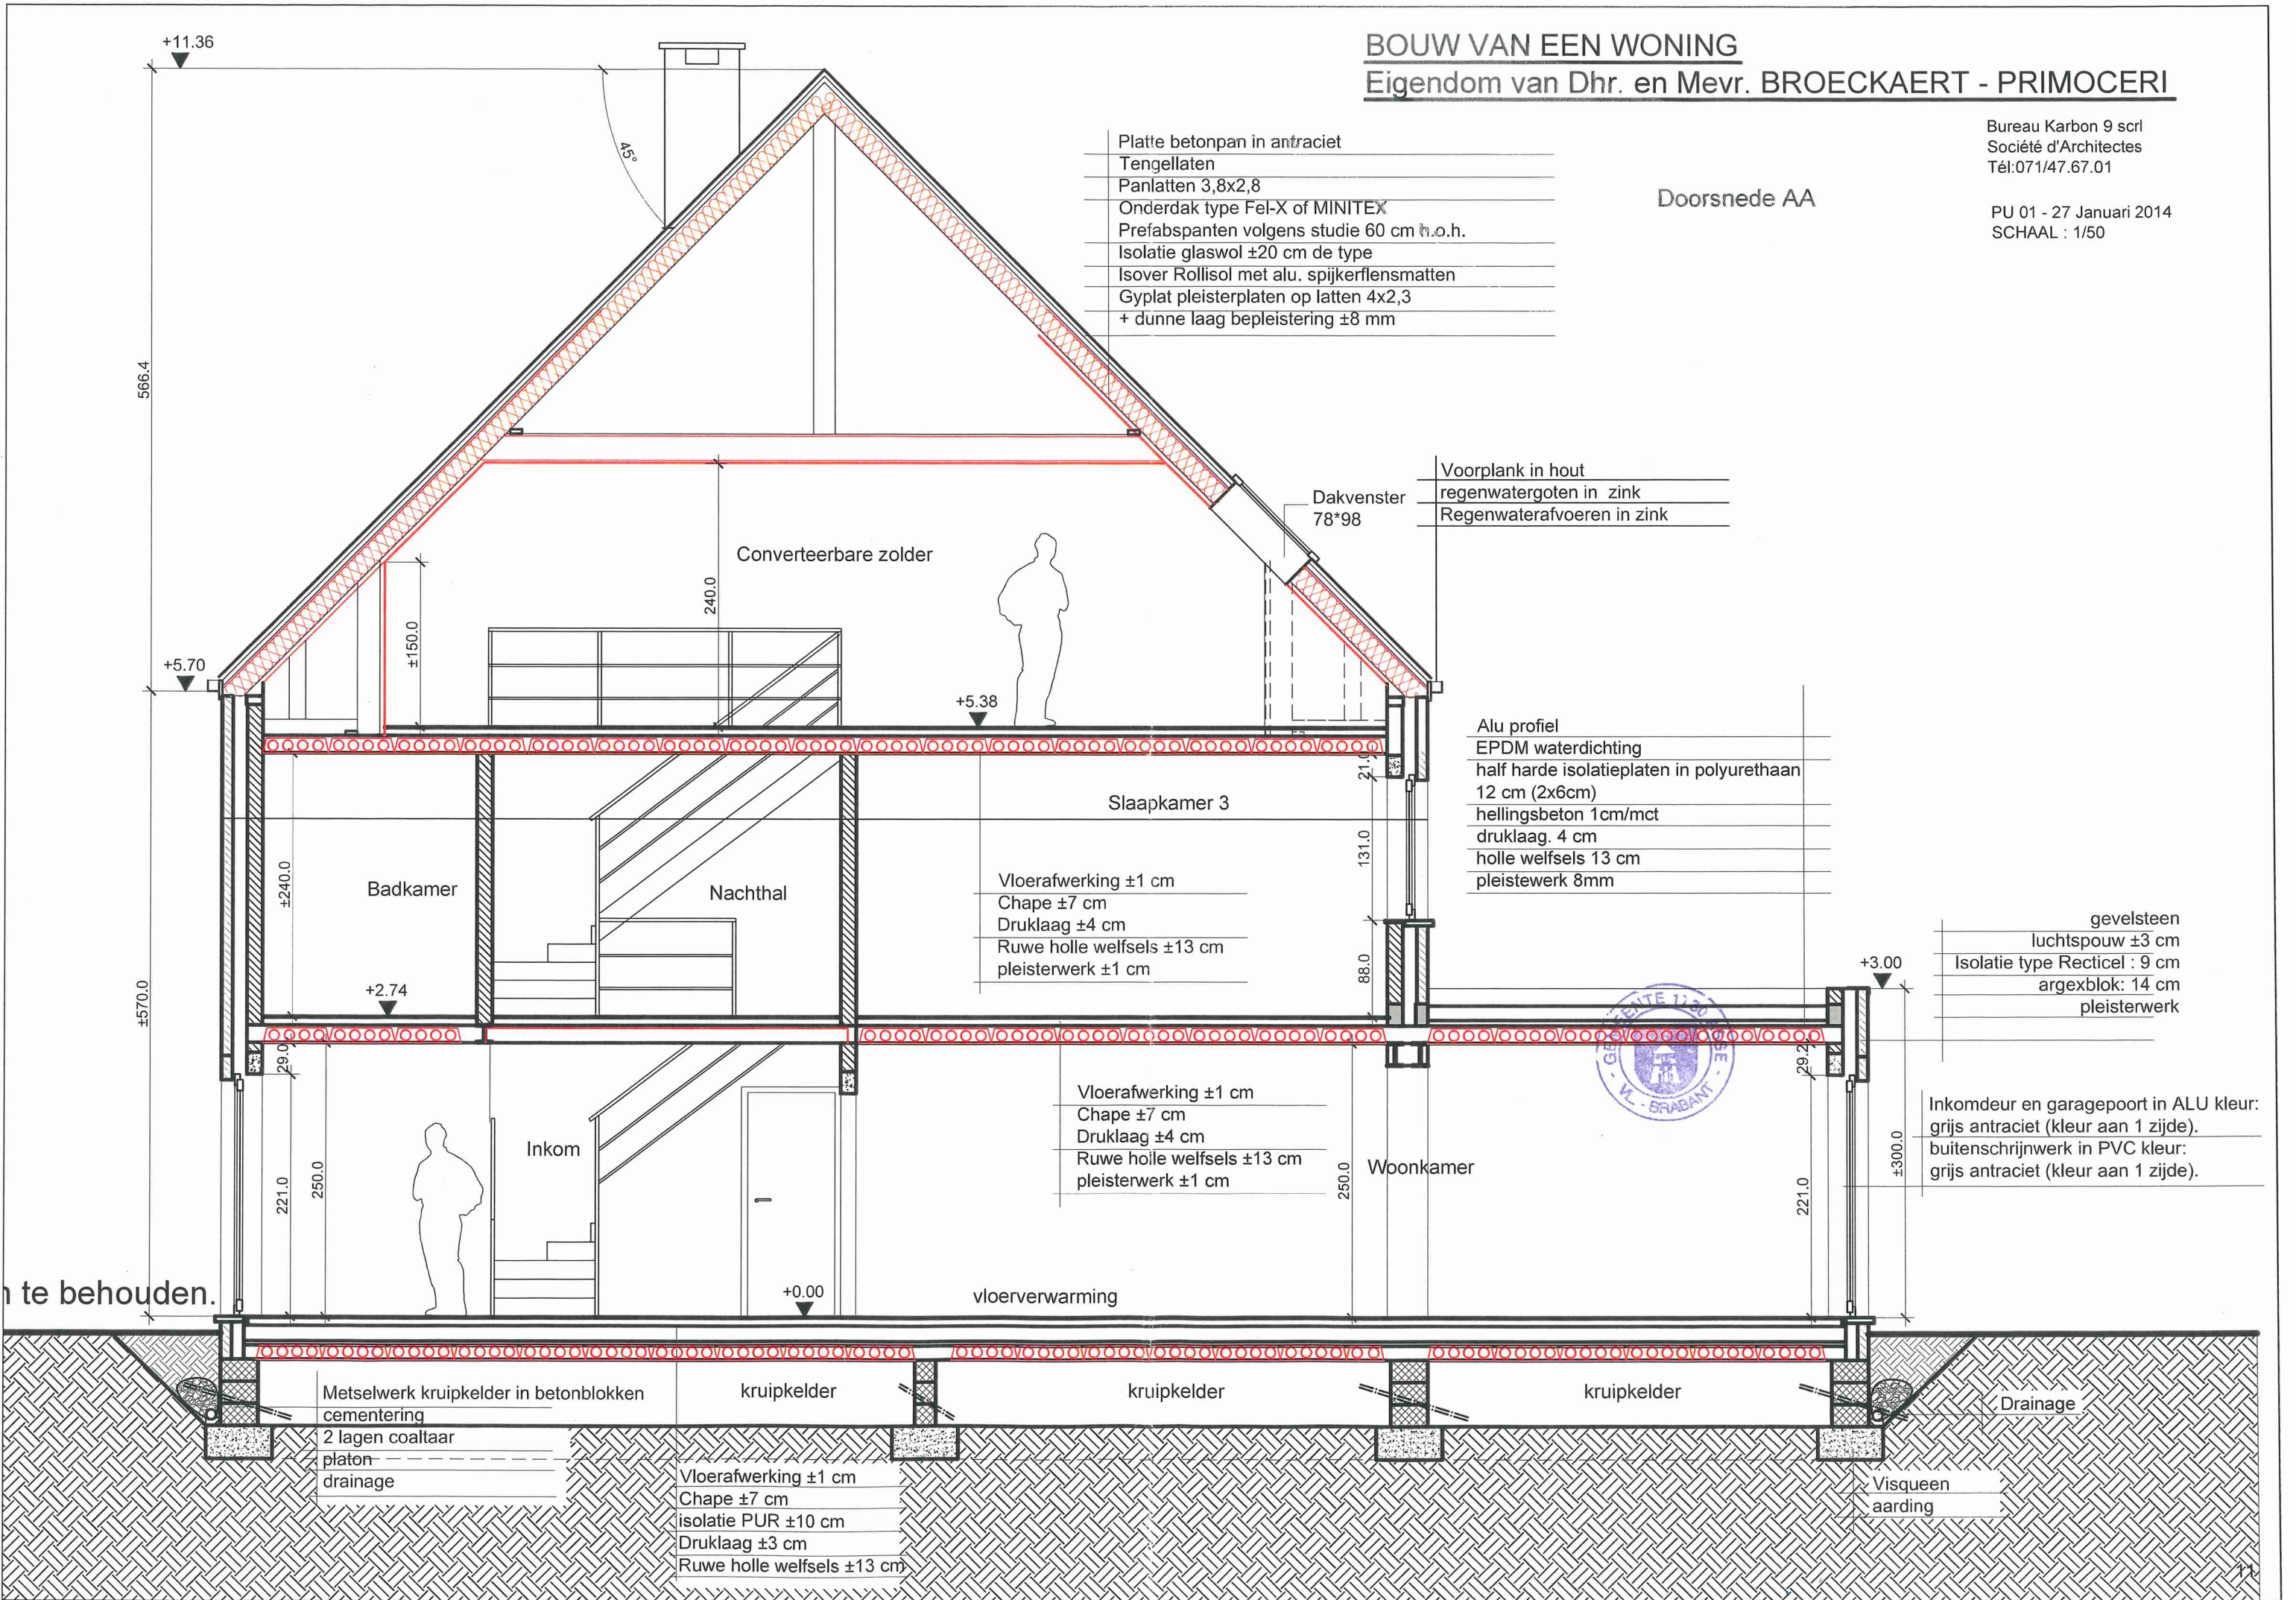 BOUW VAN EEN WONING
Eigendom van Dhr. en Mevr. BROECKAERT - PRIMOCERI
Bureau Karbon 9 scrl
Société d'Architectes
Tél:071/47.67.01
PU 01 - 27 Januari 2014
SCHAAL : 1/50
Doorsnede AA
+11.36
45°
566.4
Platte betonpan in antraciet
Tengellaten
Panlatten 3,8x2,8
Onderdak type Fel-X of MINITEX
Prefabspanten volgens studie 60 cm h.o.h.
Isolatie glaswol ±20 cm de type
Isover Rollisol met alu. spijkerflensmatten
Gyplat pleisterplaten op latten 4x2,3
+ dunne laag bepleistering ±8 mm
Voorplank in hout
regenwatergoten in zink
Regenwaterafvoeren in zink
Dakvenster
78*98
Converteerbare zolder
240.0
±150.0
+5.70
+5.38
Alu profiel
EPDM waterdichting
half harde isolatieplaten in polyurethaan
12 cm (2x6cm)
hellingsbeton 1cm/mct
druklaag. 4 cm
holle welfsels 13 cm
pleistewerk 8mm
21.0
Slaapkamer 3
131.0
±240.0
Badkamer
Nachthal
Vloerafwerking ±1 cm
Chape ±7 cm
Druklaag ±4 cm
Ruwe holle welfsels ±13 cm
pleisterwerk ±1 cm
88.0
gevelsteen
luchtspouw ±3 cm
Isolatie type Recticel : 9 cm
argexblok: 14 cm
pleisterwerk
+3.00
±570.0
+2.74
29.0
29.2
- VL. - BRABANT -
Vloerafwerking ±1 cm
Chape ±7 cm
Druklaag ±4 cm
Ruwe holle welfsels ±13 cm
pleisterwerk ±1 cm
Inkomdeur en garagepoort in ALU kleur:
grijs antraciet (kleur aan 1 zijde).
buitenschrijnwerk in PVC kleur:
grijs antraciet (kleur aan 1 zijde).
Inkom
Woonkamer
221.0
250.0
250.0
221.0
±300.0
te behouden.
+0.00
vloerverwarming
kruipkelder
kruipkelder
kruipkelder
Metselwerk kruipkelder in betonblokken
cementering
2 lagen coaltaar
platon
drainage
Drainage
Vloerafwerking ±1 cm
Chape ±7 cm
isolatie PUR ±10 cm
Druklaag ±3 cm
Ruwe holle welfsels ±13 cm
Visqueen
aarding
11